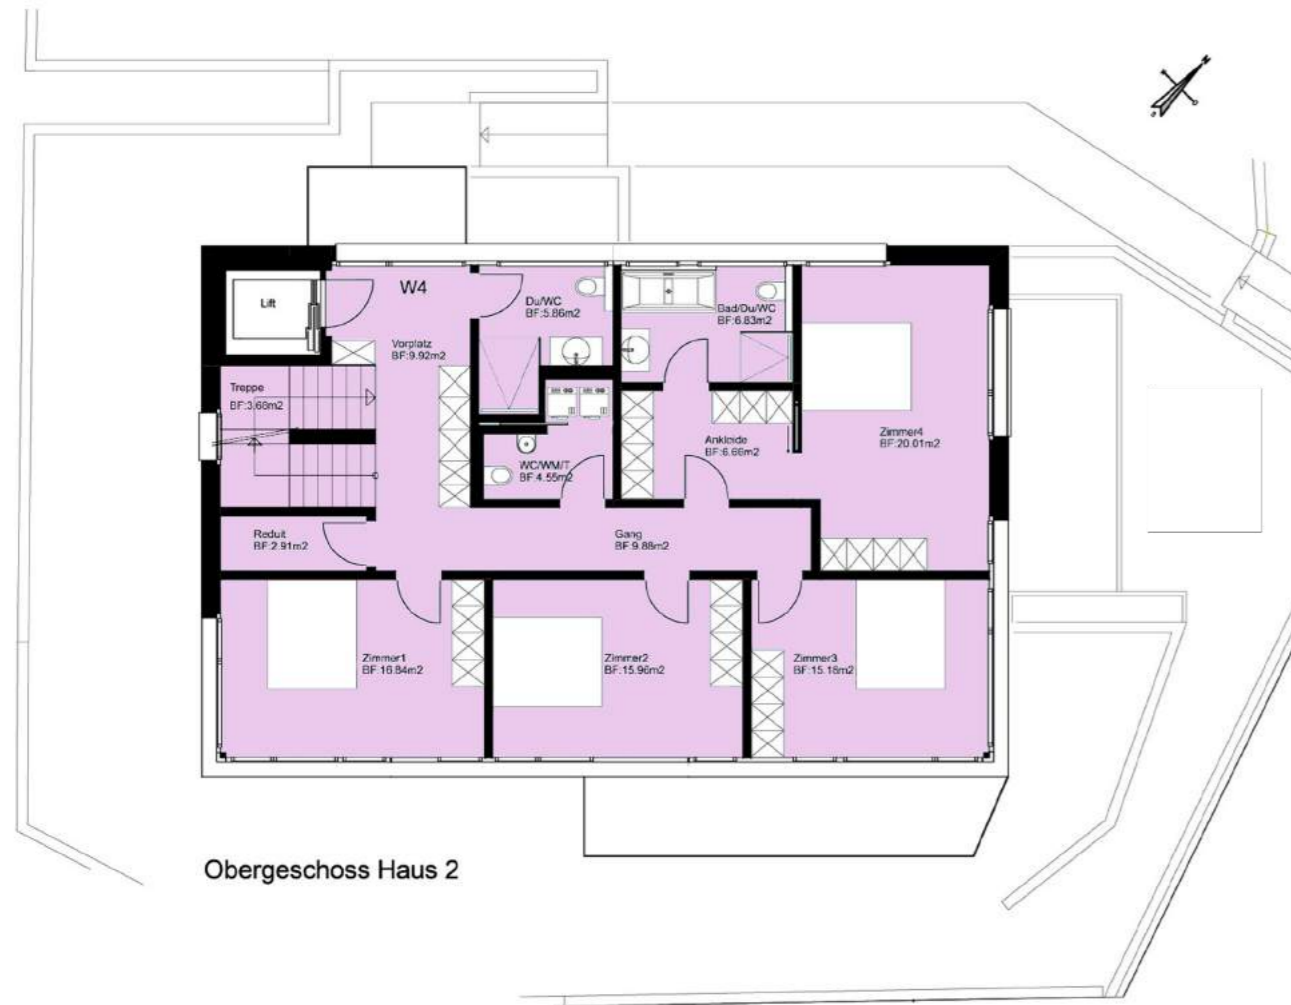 Lift
W4
Du/WC
BF:5.86m2
Bad/Du/WC
BF:6.83m2
Vorplatz
BF:9.92m2
Treppe
BF:3.68m2
Zimmer4
BF:20.01m2
Ankleide
BF:6.66m2
WC/WM/T
BF:4.55m2
Reduit
BF:2.91m2
Gang
BF:9.88m2
Zimmer1
BF:16.84m2
Zimmer2
BF:15.96m2
Zimmer3
BF:15.18m2
Obergeschoss Haus 2